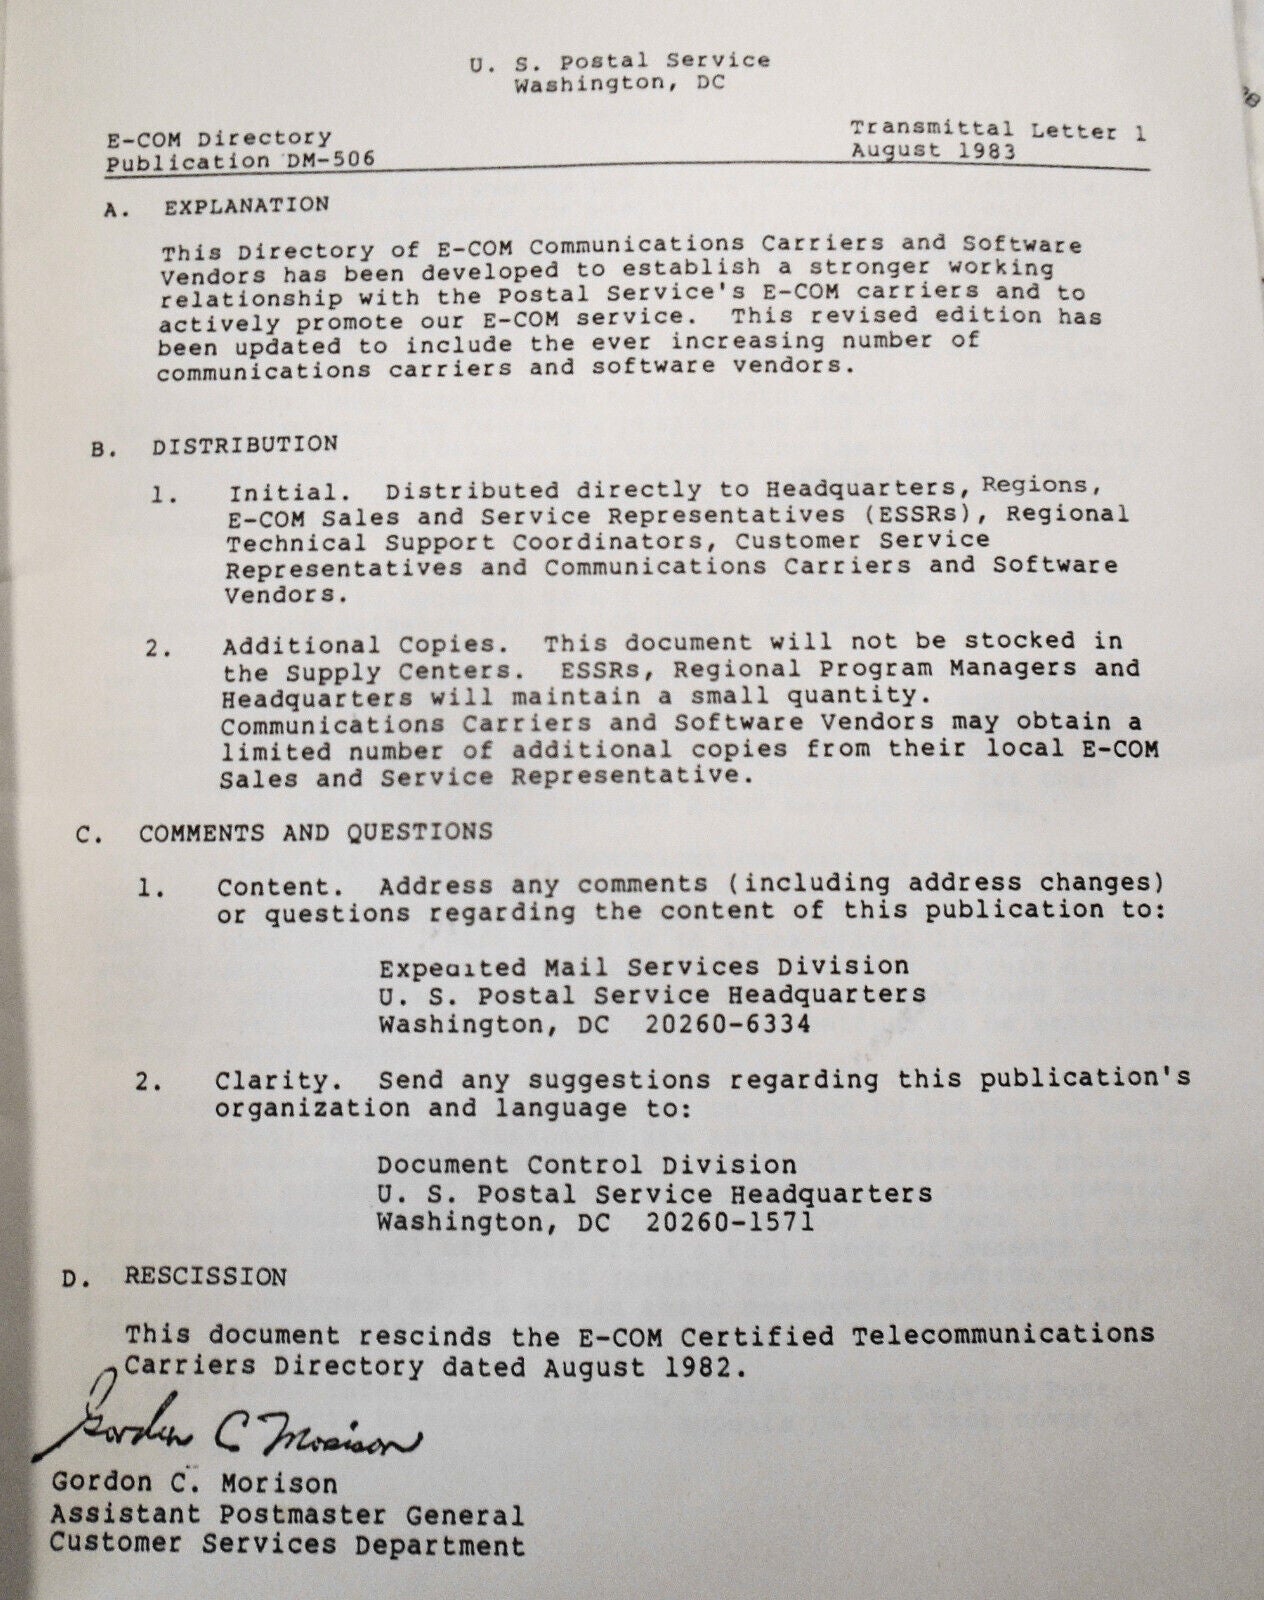 U. S. Postal Service
Washington, DC
E-COM Directory
Publication DM-506
Transmittal Letter 1
August 1983
A. EXPLANATION
This Directory of E-COM Communications Carriers and Software
Vendors has been developed to establish a stronger working
relationship with the Postal Service's E-COM carriers and to
actively promote our E-COM service. This revised edition has
been updated to include the ever increasing number of
communications carriers and software vendors.
B. DISTRIBUTION
1. Initial. Distributed directly to Headquarters, Regions,
E-COM Sales and Service Representatives (ESSRs), Regional
Technical Support Coordinators, Customer Service
Representatives and Communications Carriers and Software
Vendors.
2. Additional Copies. This document will not be stocked in
the Supply Centers. ESSRs, Regional Program Managers and
Headquarters will maintain a small quantity.
Communications Carriers and Software Vendors may obtain a
limited number of additional copies from their local E-COM
Sales and Service Representative.
C. COMMENTS AND QUESTIONS
1. Content. Address any comments (including address changes)
or questions regarding the content of this publication to:
Expedited Mail Services Division
U. S. Postal Service Headquarters
Washington, DC 20260-6334
2. Clarity. Send any suggestions regarding this publication's
organization and language to:
Document Control Division
U. S. Postal Service Headquarters
Washington, DC 20260-1571
D. RESCISSION
This document rescinds the E-COM Certified Telecommunications
Carriers Directory dated August 1982.
Gordon C Morison
Gordon C. Morison
Assistant Postmaster General
Customer Services Department